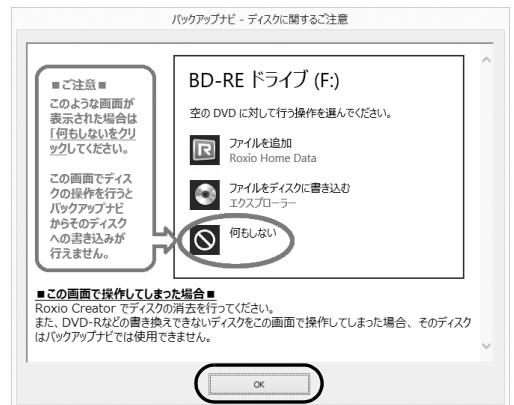 バックアップナビ - ディスクに関するご注意
■ご注意■
このような画面が
表示された場合は
「何もしないをクリ
ックしてください。
この画面でディス
クの操作を行うと
バックアップナビ
からそのディスク
への書き込みが
行えません。
BD-RE ドライブ (F:)
空の DVD に対して行う操作を選んでください。
ファイルを追加
Roxio Home Data
ファイルをディスクに書き込む
エクスプローラー
何もしない
■この画面で操作してしまった場合■
Roxio Creator でディスクの消去を行ってください。
また、DVD-Rなどの書き換えできないディスクをこの画面で操作してしまった場合、そのディスク
はバックアップナビでは使用できません。
OK